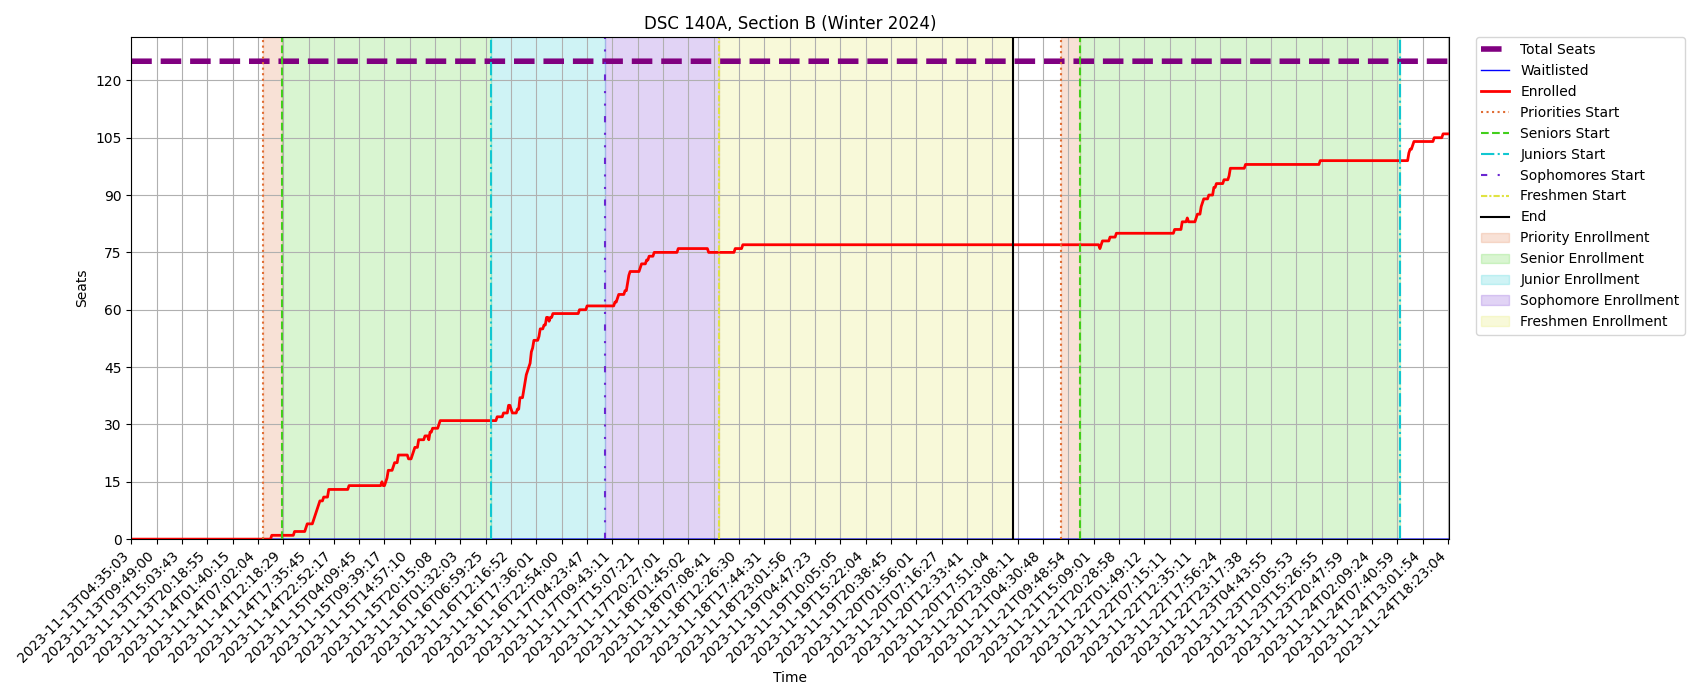 DSC 140A, Section B (Winter 2024)
Total Seats
Waitlisted
Enrolled
Priorities Start
Seniors Start
Juniors Start
Sophomores Start
Freshmen Start
End
Priority Enrollment
Senior Enrollment
Junior Enrollment
Sophomore Enrollment
Freshmen Enrollment
Seats
120
105
90
75
60
45
30
15
0
2023-11-13T04:35:03
2023-11-13T09:49:00
2023-11-13T15:03:43
2023-11-13T20:18:55
2023-11-14T01:40:15
2023-11-14T07:02:04
2023-11-14T12:18:29
2023-11-14T17:35:45
2023-11-14T22:52:17
2023-11-15T04:09:45
2023-11-15T09:39:17
2023-11-15T14:57:10
2023-11-15T20:15:08
2023-11-16T01:32:03
2023-11-16T06:59:25
2023-11-16T12:16:52
2023-11-16T17:36:01
2023-11-16T22:54:00
2023-11-17T04:23:47
2023-11-17T09:43:11
2023-11-17T15:07:21
2023-11-17T20:27:01
2023-11-18T01:45:02
2023-11-18T07:08:41
2023-11-18T12:26:30
2023-11-18T17:44:31
2023-11-18T23:01:56
2023-11-19T04:47:23
2023-11-19T10:05:05
2023-11-19T15:22:04
2023-11-19T20:38:45
2023-11-20T01:56:01
2023-11-20T07:16:27
2023-11-20T12:33:41
2023-11-20T17:51:04
2023-11-20T23:08:11
2023-11-21T04:30:48
2023-11-21T09:48:54
2023-11-21T15:09:01
2023-11-21T20:28:58
2023-11-22T01:49:12
2023-11-22T07:15:11
2023-11-22T12:35:11
2023-11-22T17:56:24
2023-11-22T23:17:38
2023-11-23T04:43:55
2023-11-23T10:05:53
2023-11-23T15:26:55
2023-11-23T20:47:59
2023-11-24T02:09:24
2023-11-24T07:40:59
2023-11-24T13:01:54
2023-11-24T18:23:04
Time